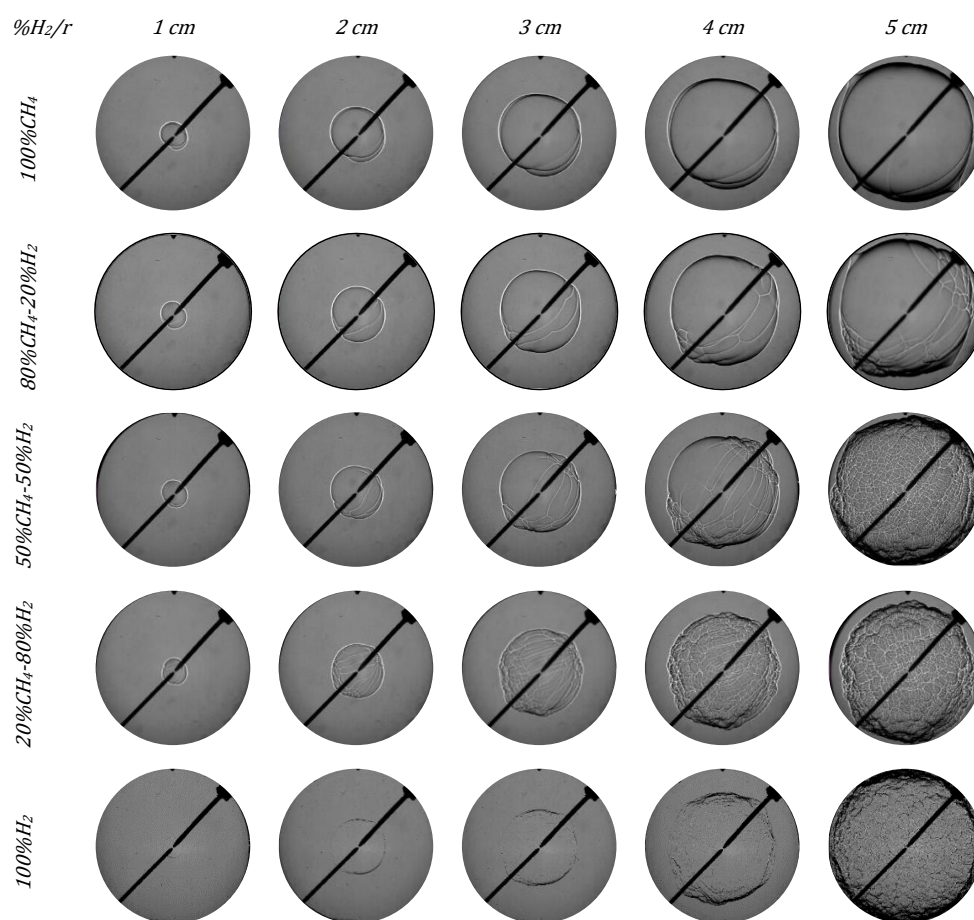 %H₂/r 1 cm 2 cm 3 cm 4 cm 5 cm
100%CH₄
80%CH₄-20%H₂
50%CH₄-50%H₂
20%CH₄-80%H₂
100%H₂